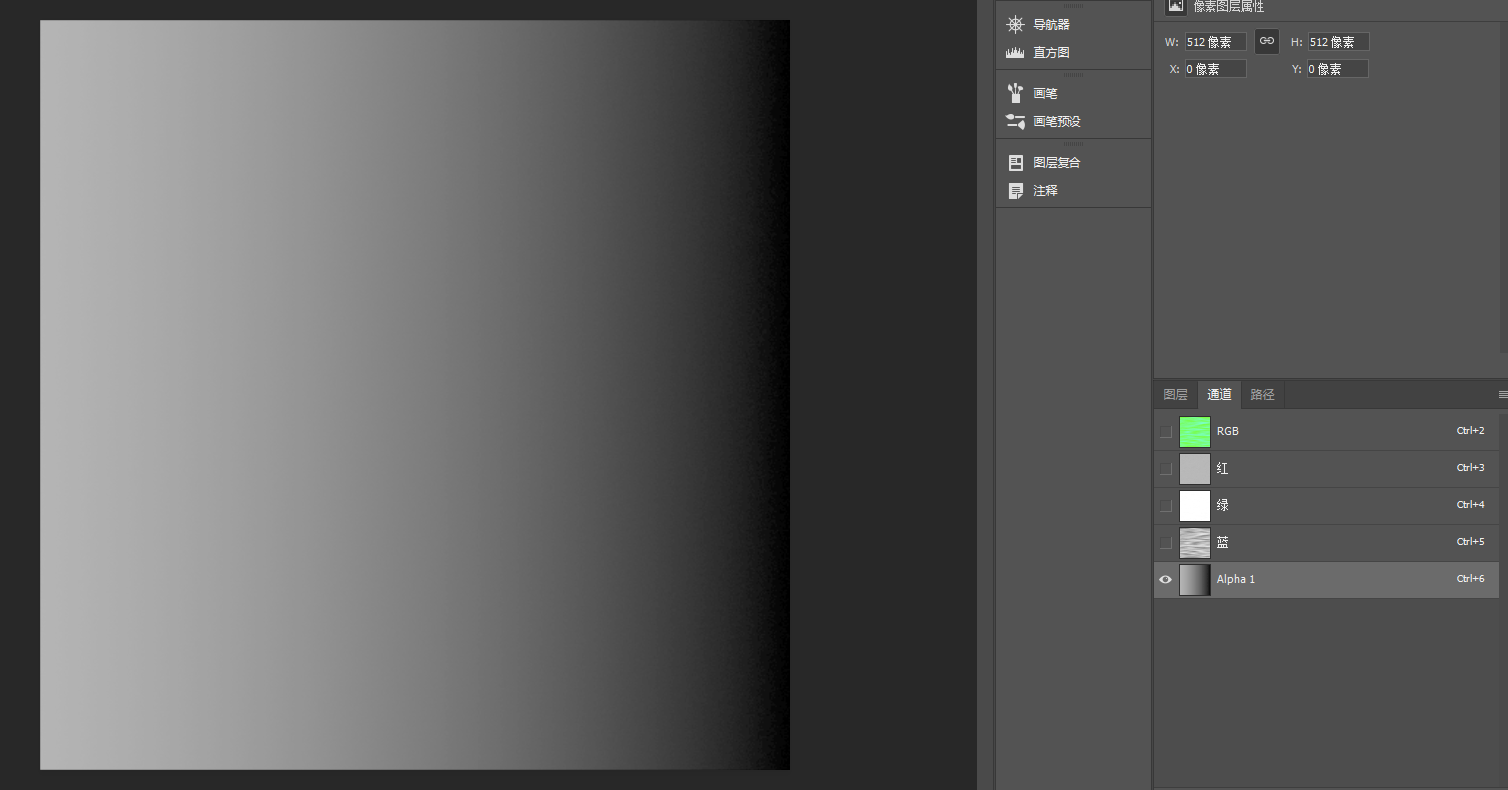 导航器
直方图
画笔
画笔预设
图层复合
注释
像素图层属性
W: 512 像素 H: 512 像素
X: 0 像素 Y: 0 像素
图层 通道 路径
RGB Ctrl+2
红 Ctrl+3
绿 Ctrl+4
蓝 Ctrl+5
Alpha 1 Ctrl+6